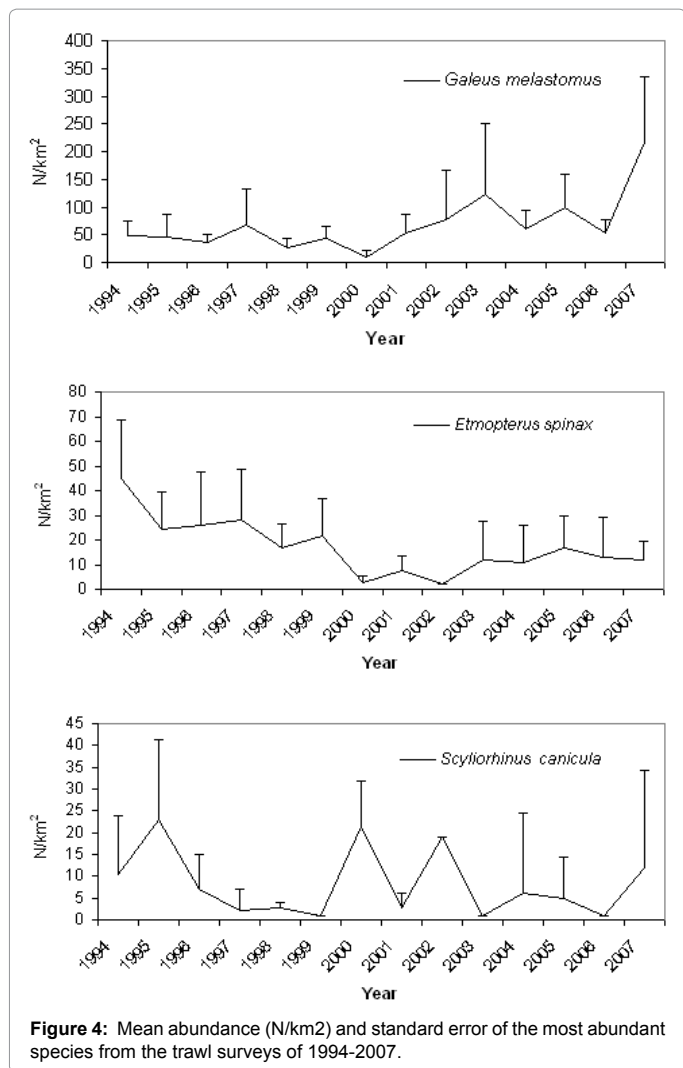 400
350
300
250
200
150
100
50
0
N/km²
Galeus melastomus
1994 1995 1996 1997 1998 1999 2000 2001 2002 2003 2004 2005 2006 2007
Year
80
70
60
50
40
30
20
10
0
N/km²
Etmopterus spinax
1994 1995 1996 1997 1998 1999 2000 2001 2002 2003 2004 2005 2006 2007
Year
45
40
35
30
25
20
15
10
5
0
N/km²
Scyliorhinus canicula
1994 1995 1996 1997 1998 1999 2000 2001 2002 2003 2004 2005 2006 2007
Year
Figure 4: Mean abundance (N/km2) and standard error of the most abundant
species from the trawl surveys of 1994-2007.